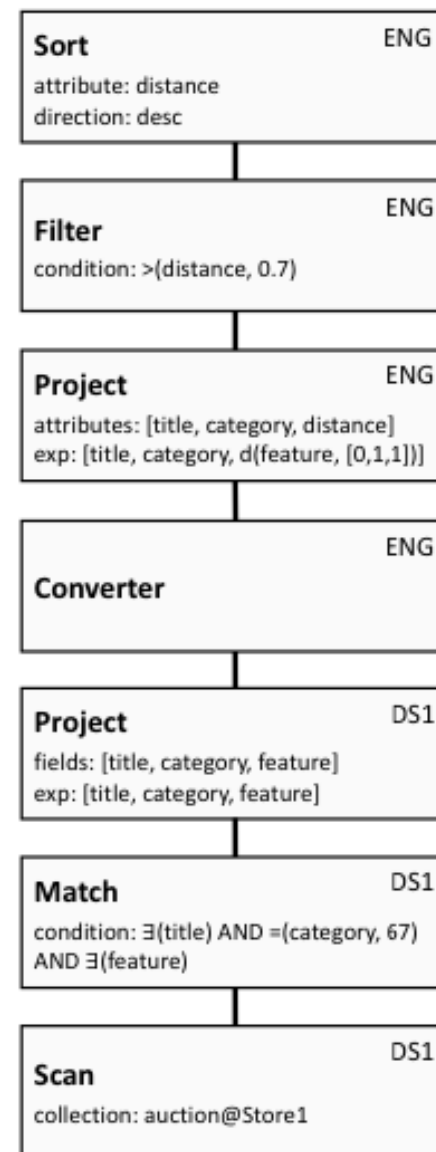 Sort ENG
attribute: distance
direction: desc
Filter ENG
condition: >(distance, 0.7)
Project ENG
attributes: [title, category, distance]
exp: [title, category, d(feature, [0,1,1])]
Converter ENG
Project DS1
fields: [title, category, feature]
exp: [title, category, feature]
Match DS1
condition: ∃(title) AND =(category, 67)
AND ∃(feature)
Scan DS1
collection: auction@Store1